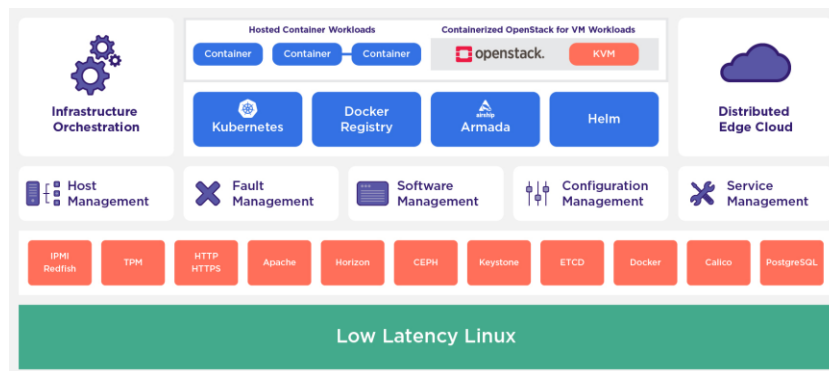 Hosted Container Workloads
Containerized OpenStack for VM Workloads
Container
Container
Container
openstack.
KVM
Infrastructure
Orchestration
Kubernetes
Docker
Registry
airship
Armada
Helm
Distributed
Edge Cloud
Host
Management
Fault
Management
Software
Management
Configuration
Management
Service
Management
IPMI
Redfish
TPM
HTTP
HTTPS
Apache
Horizon
CEPH
Keystone
ETCD
Docker
Calico
PostgreSQL
Low Latency Linux